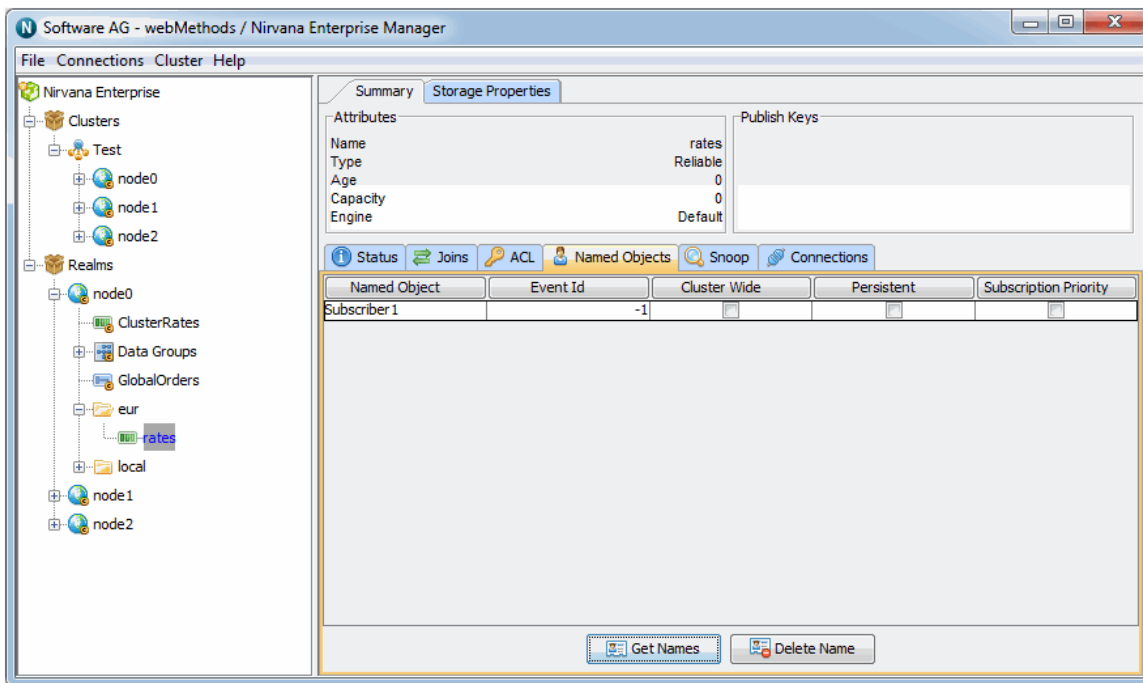 Software AG - webMethods / Nirvana Enterprise Manager
File Connections Cluster Help
Nirvana Enterprise
Clusters
Test
node0
node1
node2
Realms
node0
ClusterRates
Data Groups
GlobalOrders
eur
rates
local
node1
node2
Summary Storage Properties
Attributes
Name rates
Type Reliable
Age 0
Capacity 0
Engine Default
Publish Keys
Status Joins ACL Named Objects Snoop Connections
Named Object Event Id Cluster Wide Persistent Subscription Priority
Subscriber1 -1
Get Names Delete Name